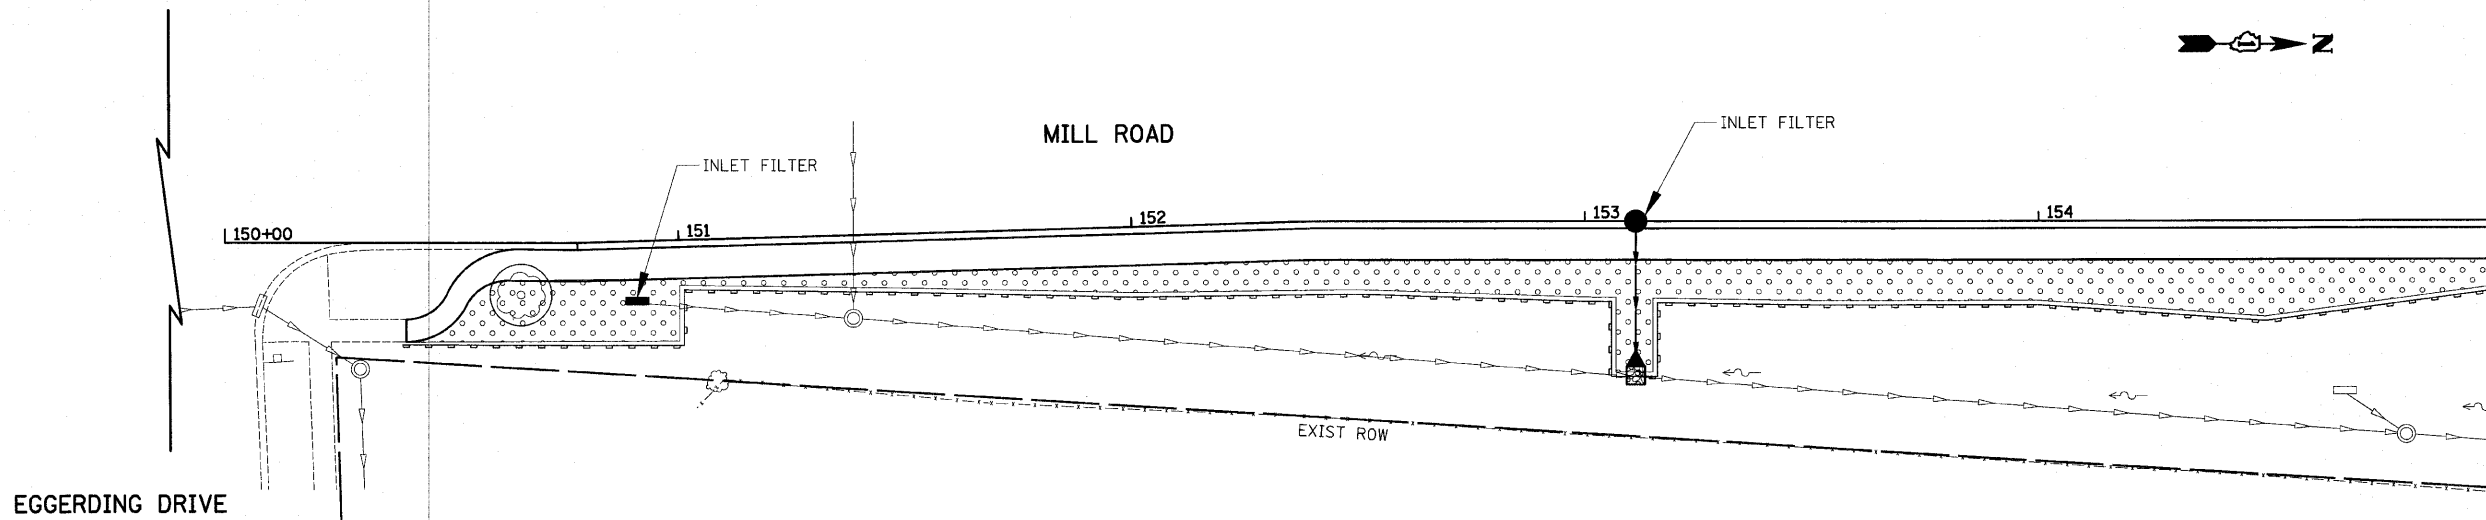 N
INLET FILTER
MILL ROAD
INLET FILTER
150+00
151
152
153
154
EXIST ROW
EGGERDING DRIVE